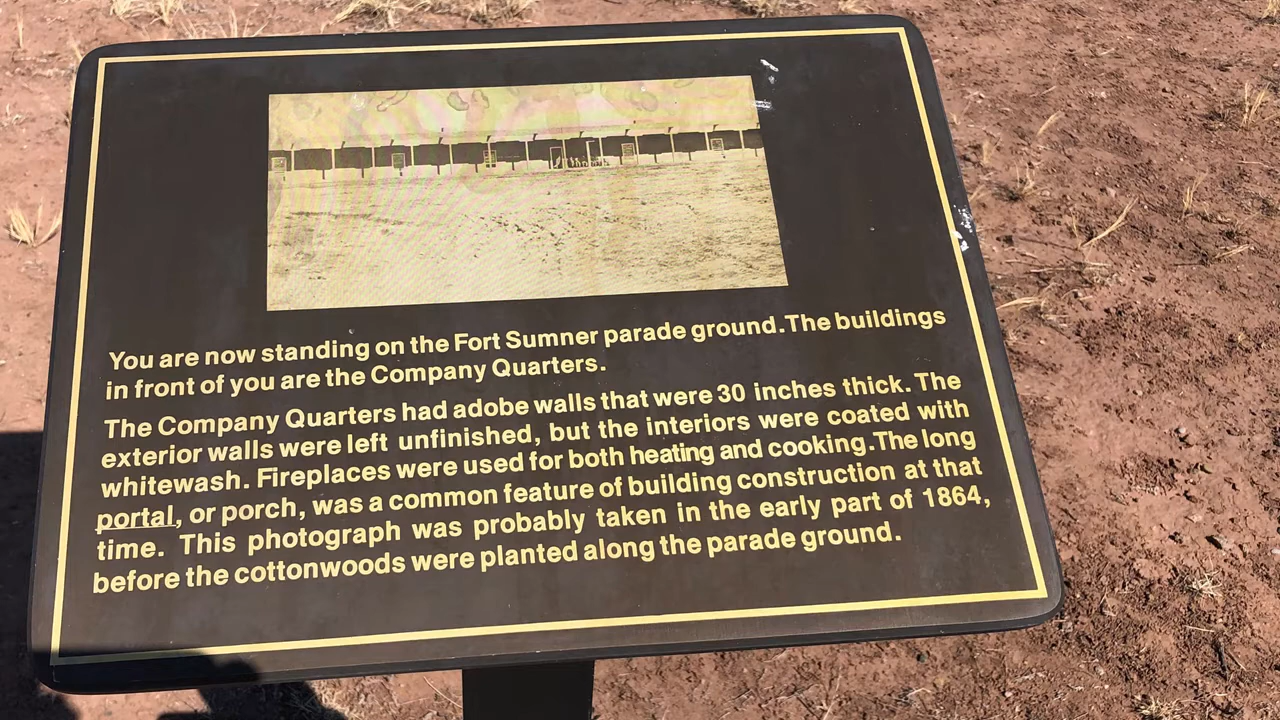 You are now standing on the Fort Sumner parade ground.The buildings
in front of you are the Company Quarters.
The Company Quarters had adobe walls that were 30 inches thick. The
exterior walls were left unfinished, but the interiors were coated with
whitewash. Fireplaces were used for both heating and cooking.The long
portal, or porch, was a common feature of building construction at that
time. This photograph was probably taken in the early part of 1864,
before the cottonwoods were planted along the parade ground.